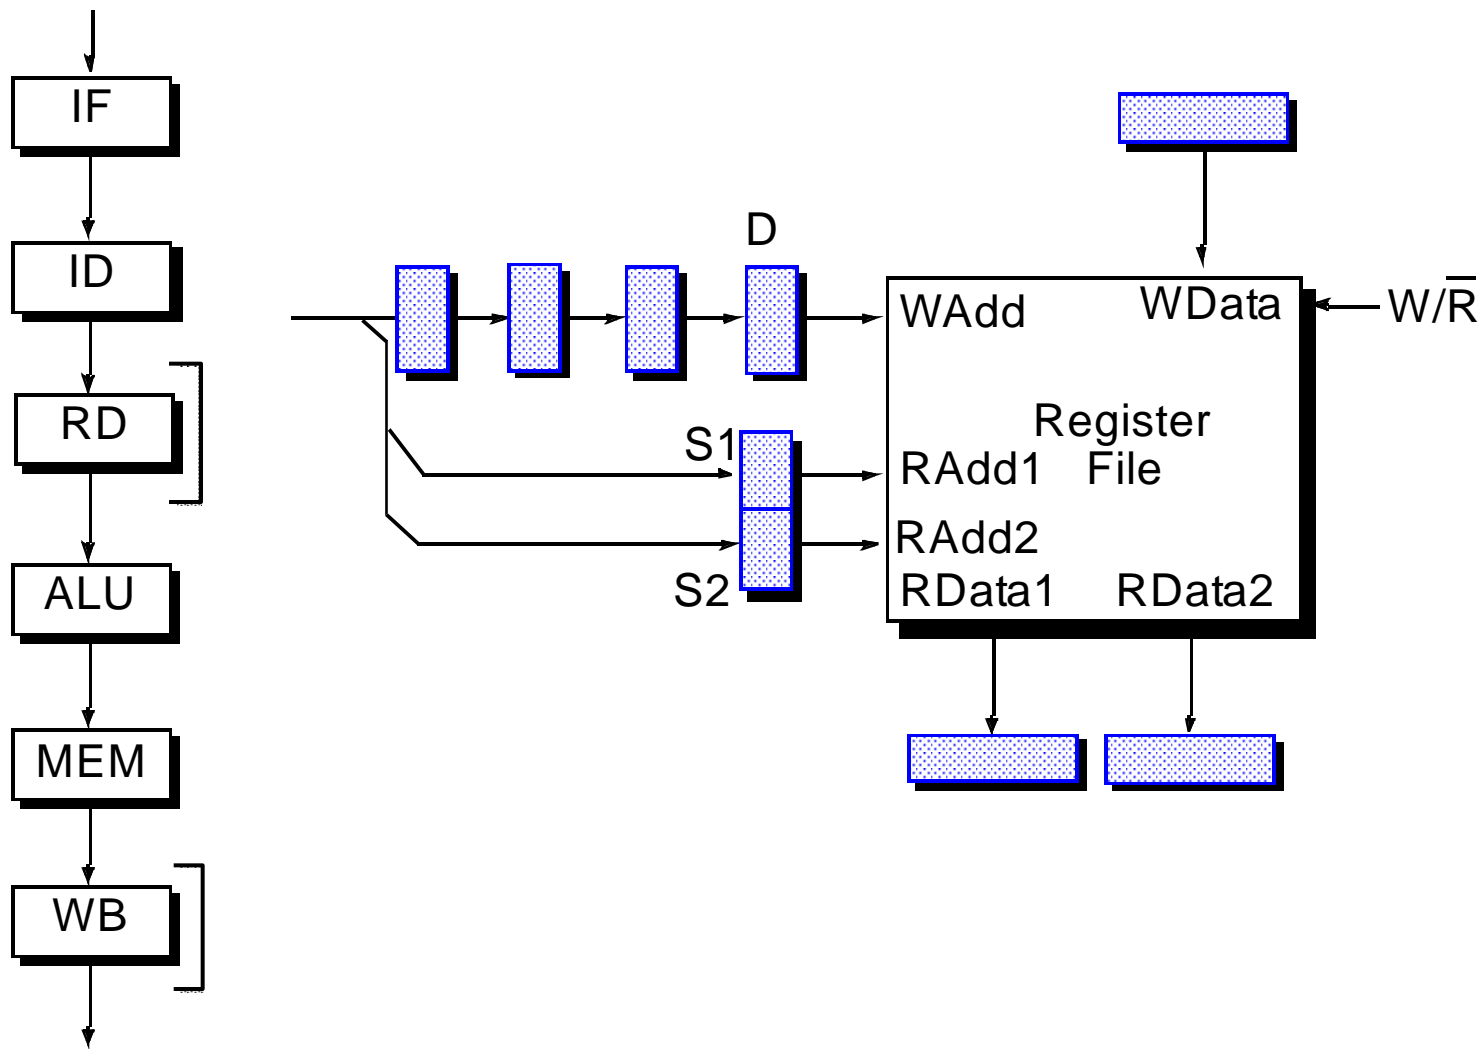 IF
ID
RD
ALU
MEM
WB
D
S1
S2
WAdd
WData
W/R̅
Register
File
RAdd1
RAdd2
RData1
RData2